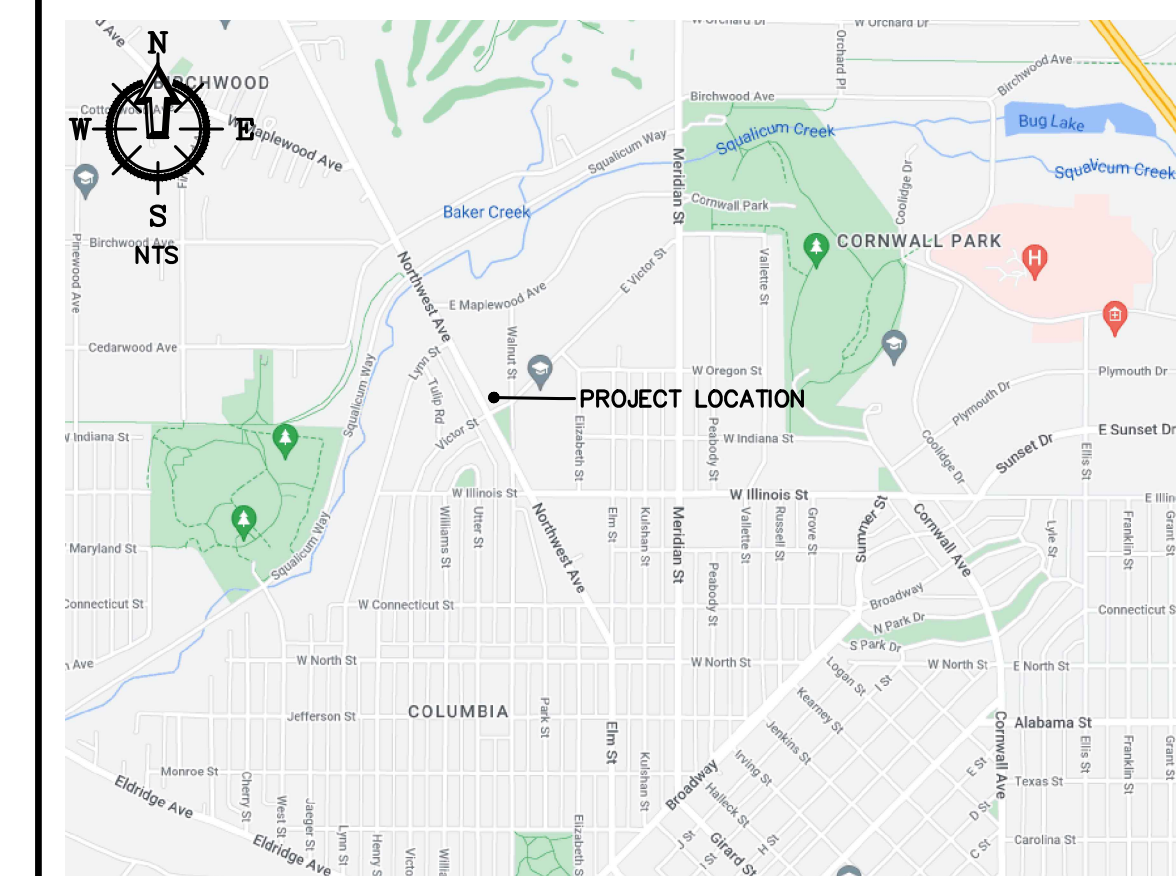 W Orchard Dr
W Orchard Dr
Orchard Pl
N
BIRCHWOOD
W Maplewood Ave
W
E
S
NTS
Birchwood Ave
Birchwood Ave
Bug Lake
Squalicum Creek
Squalicum Creek
Squalicum Way
Meridian St
Cornwall Park
Coolidge Dr
CORNWALL PARK
H
Baker Creek
Birchwood Ave
Pinewood Ave
Northwest Ave
E Victor St
Vallette St
E Maplewood Ave
Walnut St
Cedarwood Ave
Lynn St
Tulip Rd
Squalicum Way
W Oregon St
Plymouth Dr
Plymouth Dr
PROJECT LOCATION
Victor St
Elizabeth St
Peabody St
W Indiana St
Indiana St
Coolidge Dr
Sunset Dr
E Sunset Dr
Ellis St
W Illinois St
W Illinois St
E Illin
Williams St
Utter St
Northwest Ave
Elm St
Kulshan St
Meridian St
Vallette St
Russell St
Grove St
Sumner St
Cornwall Ave
Lyle St
Franklin St
Grant St
Maryland St
Squalicum Way
Peabody St
Connecticut St
W Connecticut St
Broadway
N Park Dr
S Park Dr
Connecticut S
n Ave
W North St
W North St
W North St
E North St
Logan St
I St
Kearney St
Jefferson St
COLUMBIA
Park St
Elm St
Kulshan St
Jenkins St
Irving St
Cornwall Ave
Alabama St
Ellis St
Franklin St
Grant St
Monroe St
Eldridge Ave
Cherry St
West St
Jaeger St
Lynn St
Henry S
Victo
Willia
Eldridge Ave
Elizabeth S
Broadway
Halleck St
Girard St
J St
I St
H St
E St
D St
C St
Texas St
Carolina St